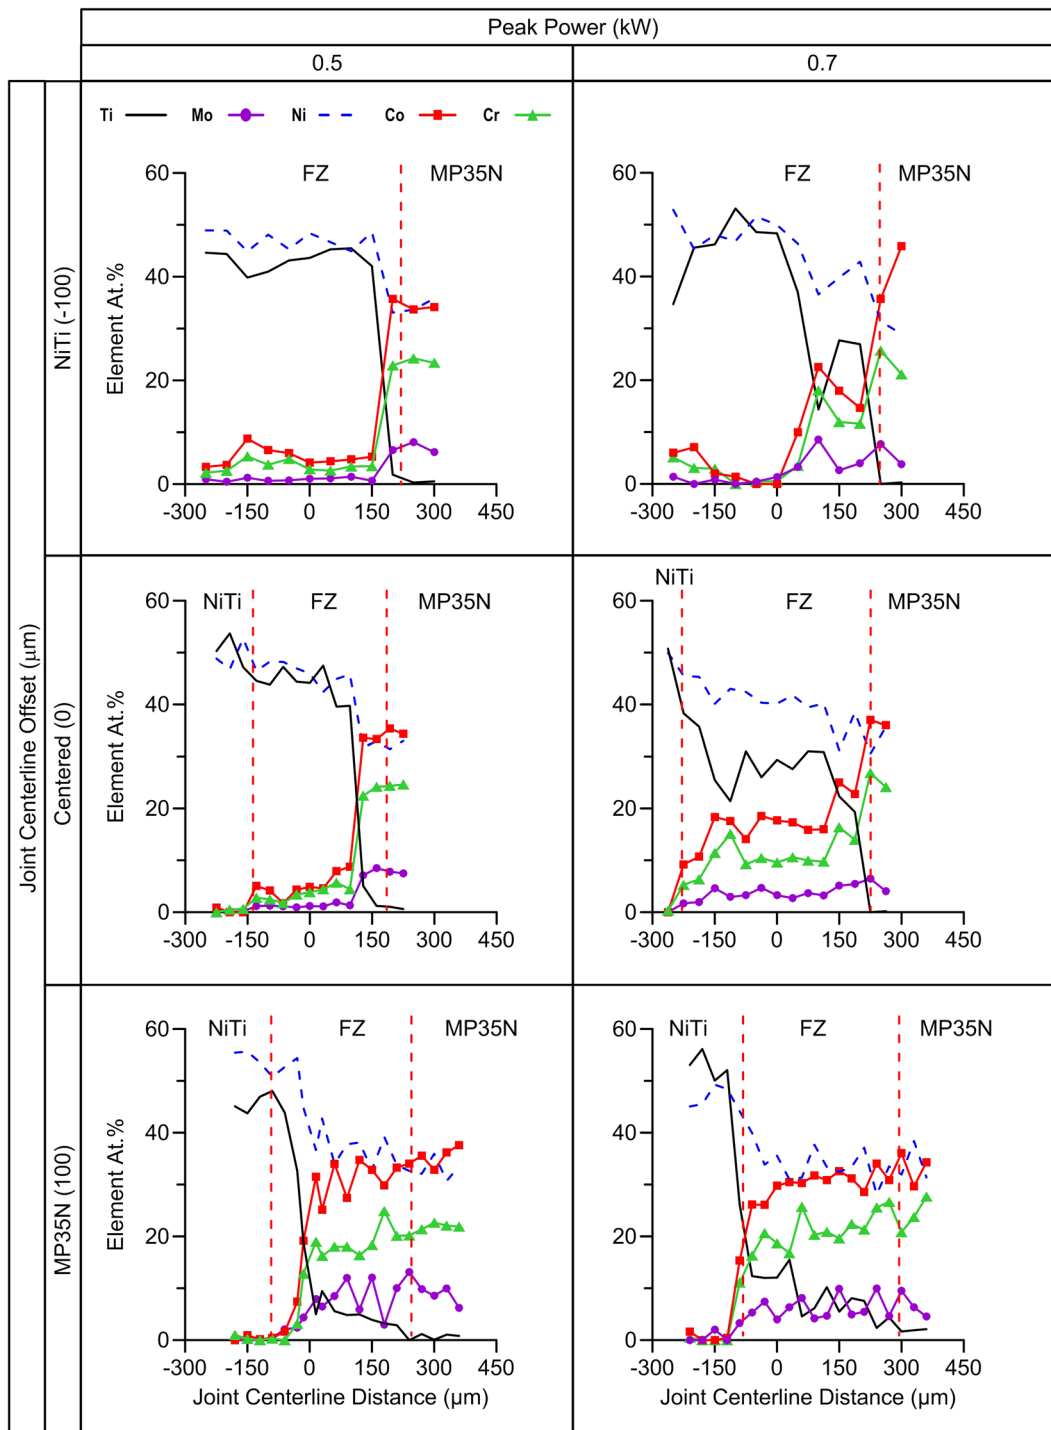 Peak Power (kW)
0.5 0.7
Joint Centerline Offset (µm)
NiTi (-100)
Ti Mo Ni Co Cr
Element At.%
FZ MP35N
60
40
20
0
-300 -150 0 150 300 450
FZ MP35N
60
40
20
0
-300 -150 0 150 300 450
Centered (0)
Element At.%
NiTi FZ MP35N
60
40
20
0
-300 -150 0 150 300 450
NiTi
FZ MP35N
60
40
20
0
-300 -150 0 150 300 450
MP35N (100)
Element At.%
NiTi FZ MP35N
60
40
20
0
-300 -150 0 150 300 450
Joint Centerline Distance (µm)
NiTi FZ MP35N
60
40
20
0
-300 -150 0 150 300 450
Joint Centerline Distance (µm)